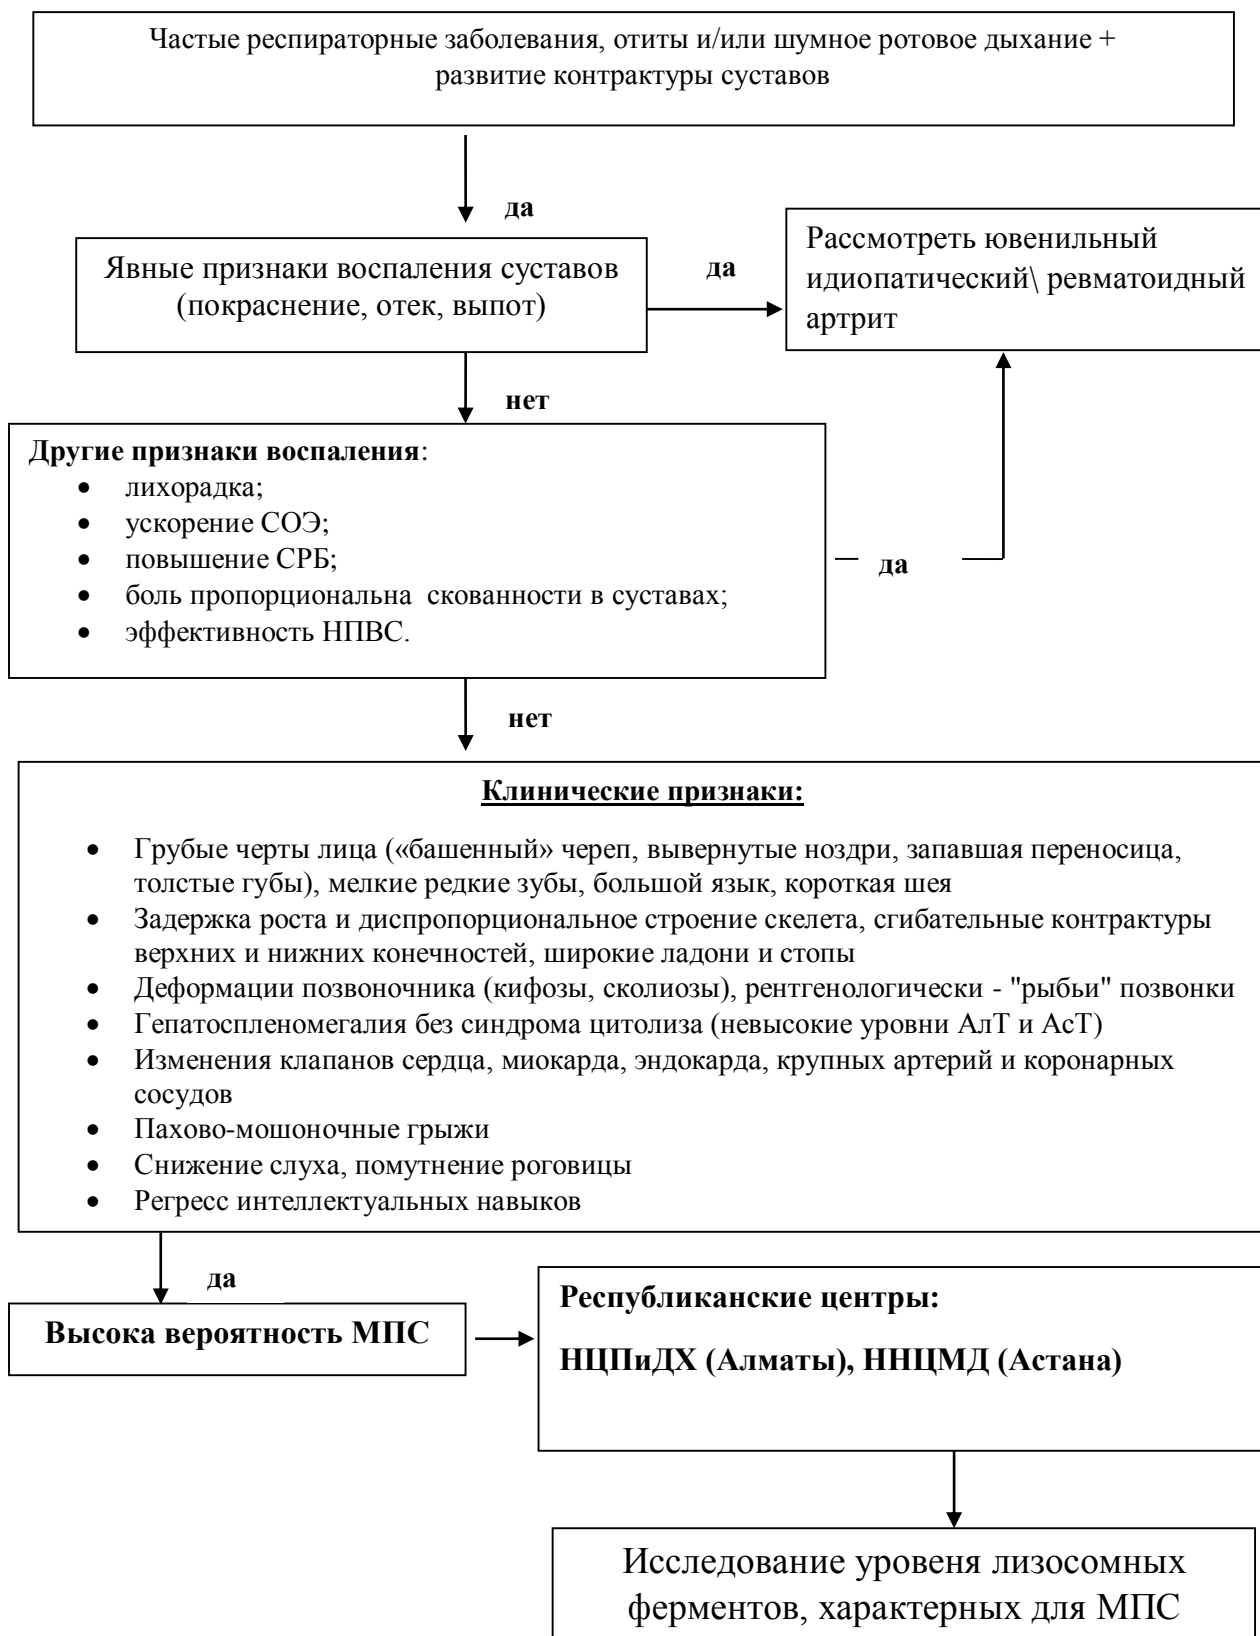 Частые респираторные заболевания, отиты и/или шумное ротовое дыхание +
развитие контрактуры суставов
да
Явные признаки воспаления суставов
(покраснение, отек, выпот)
да
Рассмотреть ювенильный
идиопатический\ ревматоидный
артрит
нет
Другие признаки воспаления:
• лихорадка;
• ускорение СОЭ;
• повышение СРБ;
• боль пропорциональна скованности в суставах;
• эффективность НПВС.
да
нет
Клинические признаки:
• Грубые черты лица («башенный» череп, вывернутые ноздри, запавшая переносица,
толстые губы), мелкие редкие зубы, большой язык, короткая шея
• Задержка роста и диспропорциональное строение скелета, сгибательные контрактуры
верхних и нижних конечностей, широкие ладони и стопы
• Деформации позвоночника (кифозы, сколиозы), рентгенологически - "рыбьи" позвонки
• Гепатоспленомегалия без синдрома цитолиза (невысокие уровни АлТ и АсТ)
• Изменения клапанов сердца, миокарда, эндокарда, крупных артерий и коронарных
сосудов
• Пахово-мошоночные грыжи
• Снижение слуха, помутнение роговицы
• Регресс интеллектуальных навыков
да
Высока вероятность МПС
Республиканские центры:
НЦПиДХ (Алматы), ННЦМД (Астана)
Исследование уровеня лизосомных
ферментов, характерных для МПС